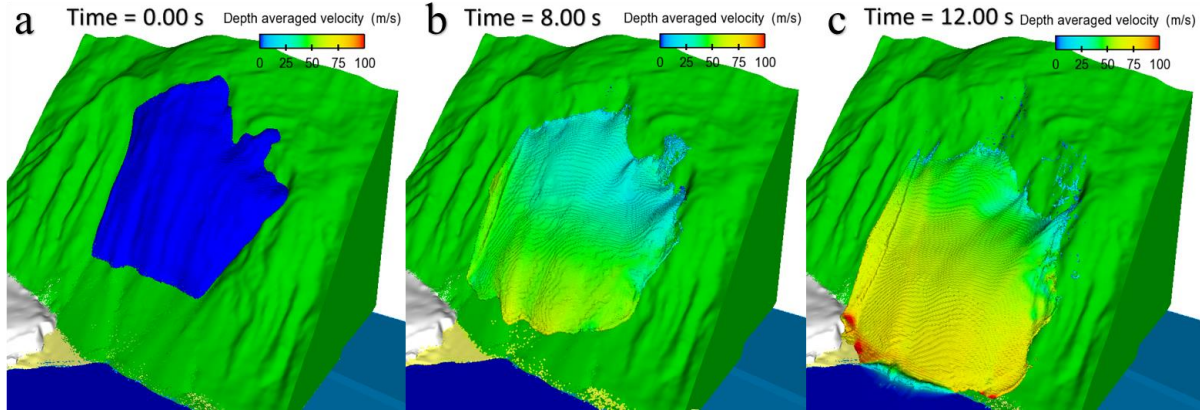 a Time = 0.00 s
Depth averaged velocity (m/s)
0 25 50 75 100
b Time = 8.00 s
Depth averaged velocity (m/s)
0 25 50 75 100
c Time = 12.00 s Depth averaged velocity (m/s)
0 25 50 75 100